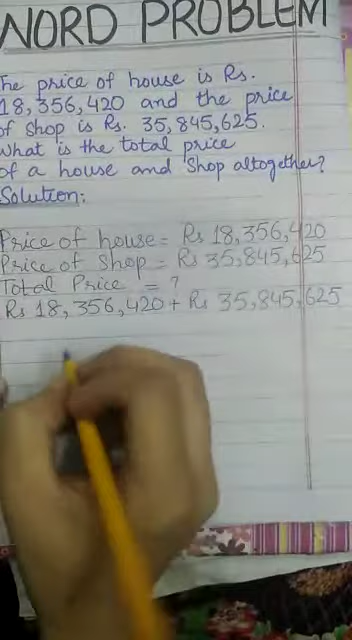 WORD PROBLEM
The price of house is Rs.
18,356,420 and the price
of shop is Rs. 35,845,625.
What is the total price
of a house and Shop altogether?
Solution:
Price of house = Rs 18,356,420
Price of Shop = Rs 35,845,625
Total Price = ?
Rs 18,356,420 + Rs 35,845,625